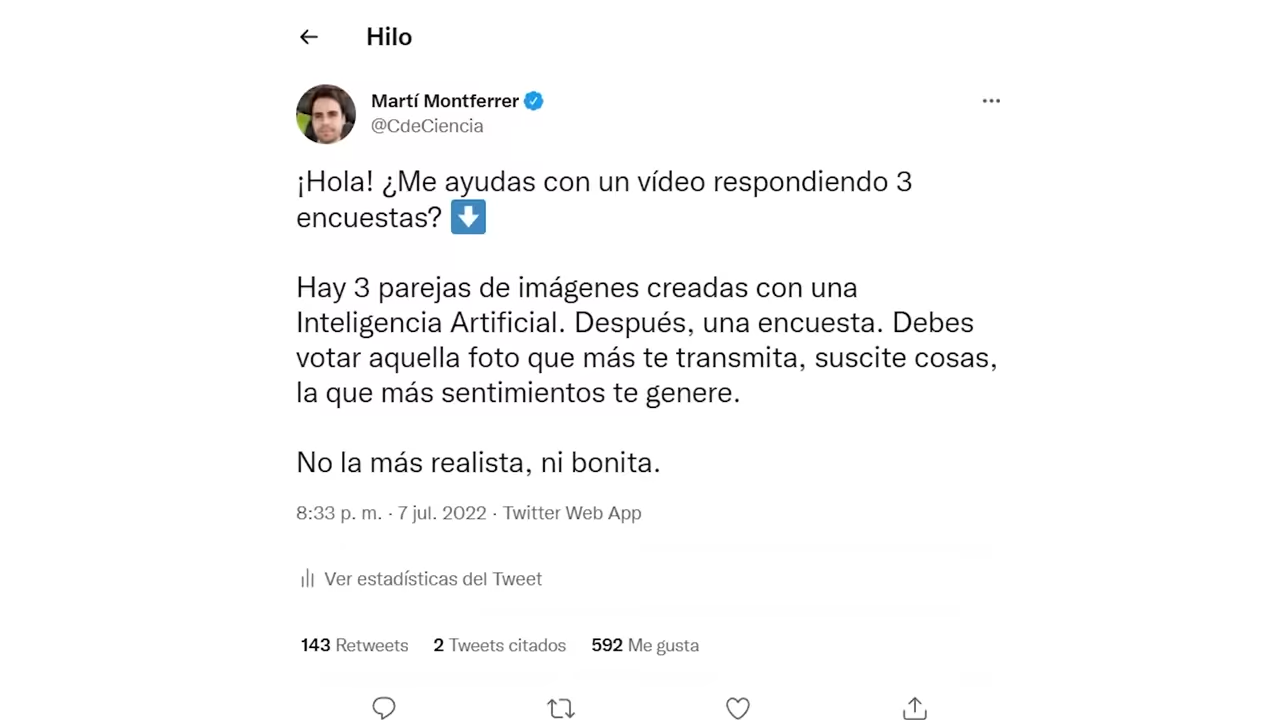 Hilo
Martí Montferrer
@CdeCiencia
¡Hola! ¿Me ayudas con un vídeo respondiendo 3
encuestas? ⬇️
Hay 3 parejas de imágenes creadas con una
Inteligencia Artificial. Después, una encuesta. Debes
votar aquella foto que más te transmita, suscite cosas,
la que más sentimientos te genere.
No la más realista, ni bonita.
8:33 p. m. · 7 jul. 2022 · Twitter Web App
Ver estadísticas del Tweet
143 Retweets 2 Tweets citados 592 Me gusta